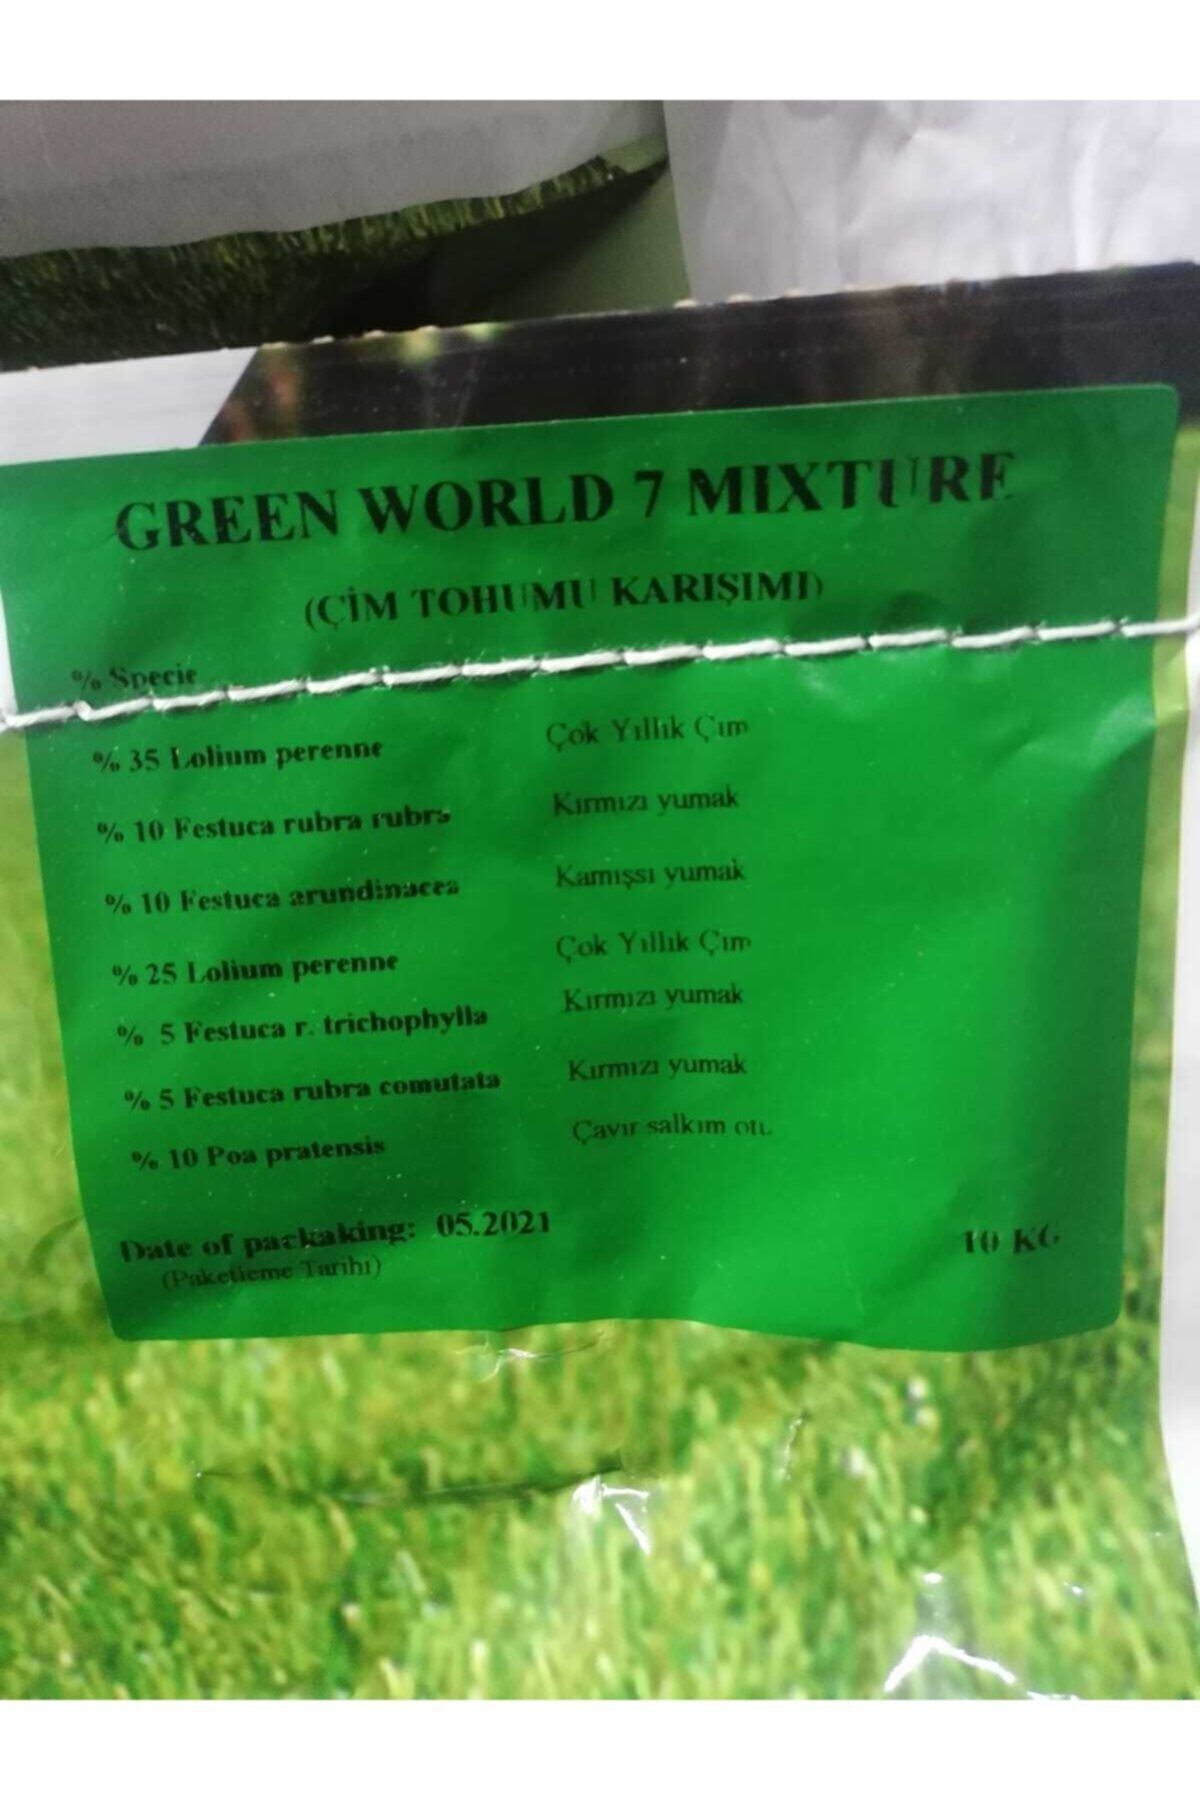 GREEN WORLD 7 MIXTURE
(ÇİM TOHUMU KARIŞIMI)
% Specie
% 35 Lolium perenne Çok Yıllık Çim
% 10 Festuca rubra rubra Kırmızı yumak
% 10 Festuca arundinacea Kamışsı yumak
% 25 Lolium perenne Çok Yıllık Çim
% 5 Festuca r. trichophylla Kırmızı yumak
% 5 Festuca rubra comutata Kırmızı yumak
% 10 Poa pratensis Çavır salkım otu
Date of packaking: 05.2021 10 KG
(Paketleme Tarihi)